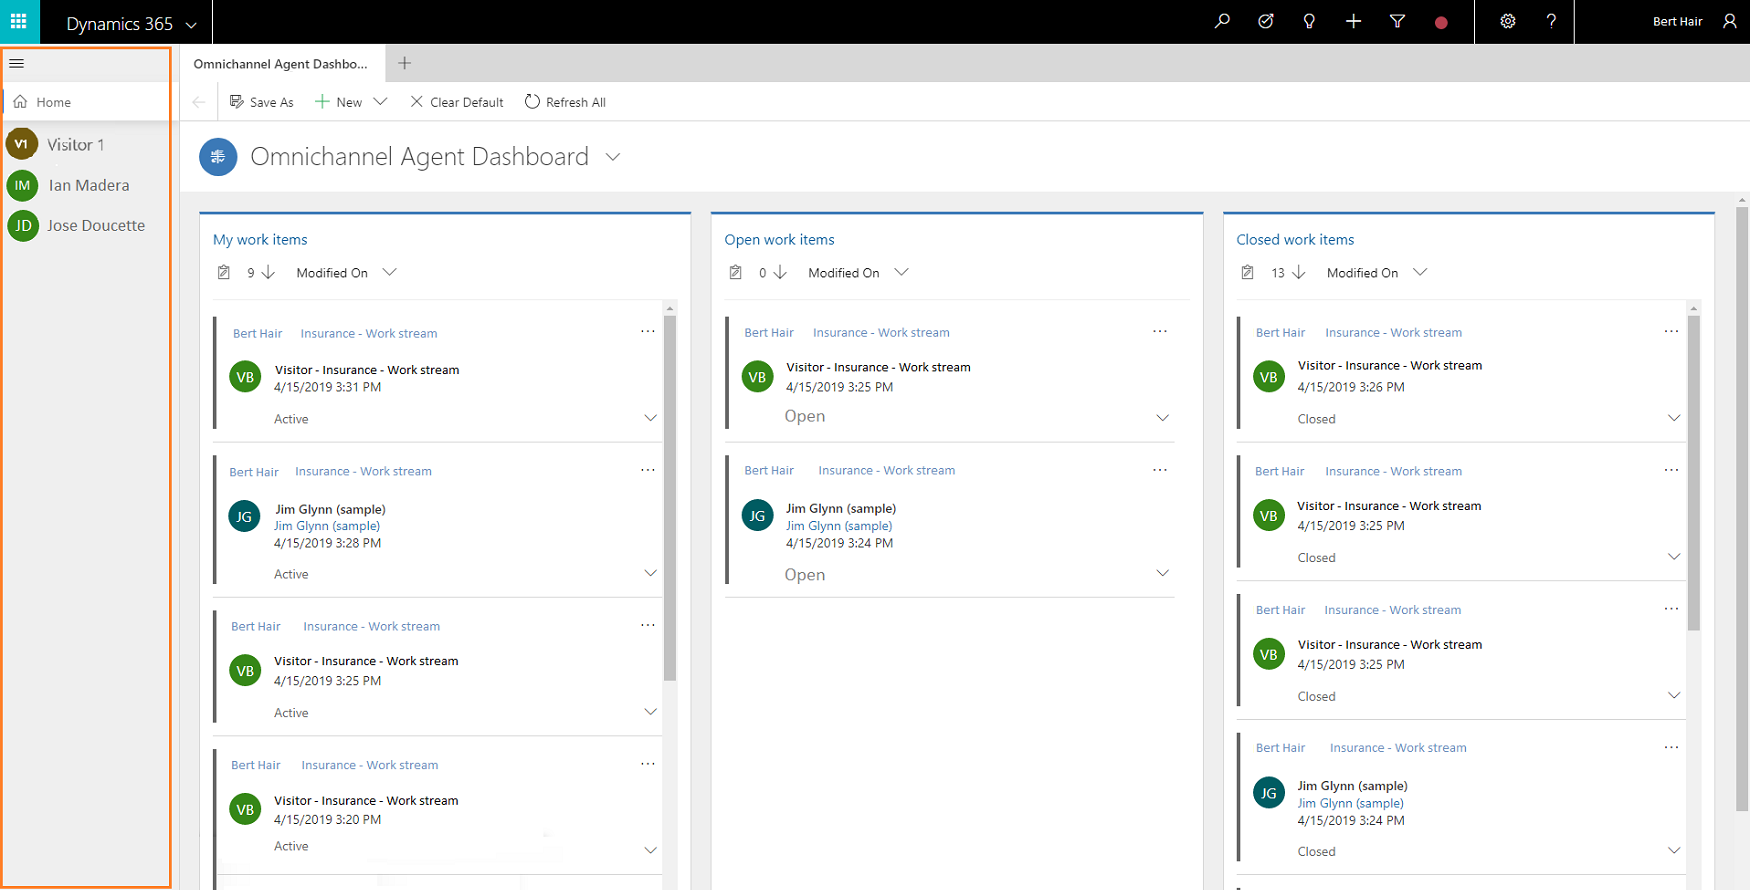 Dynamics 365
Bert Hair
Omnichannel Agent Dashbo...
Home
Save As
New
Clear Default
Refresh All
V1 Visitor 1
IM Ian Madera
JD Jose Doucette
Omnichannel Agent Dashboard
My work items
9 Modified On
Bert Hair Insurance - Work stream
VB
Visitor - Insurance - Work stream
4/15/2019 3:31 PM
Active
Bert Hair Insurance - Work stream
JG
Jim Glynn (sample)
Jim Glynn (sample)
4/15/2019 3:28 PM
Active
Bert Hair Insurance - Work stream
VB
Visitor - Insurance - Work stream
4/15/2019 3:25 PM
Active
Bert Hair Insurance - Work stream
VB
Visitor - Insurance - Work stream
4/15/2019 3:20 PM
Active
Open work items
0 Modified On
Bert Hair Insurance - Work stream
VB
Visitor - Insurance - Work stream
4/15/2019 3:25 PM
Open
Bert Hair Insurance - Work stream
JG
Jim Glynn (sample)
Jim Glynn (sample)
4/15/2019 3:24 PM
Open
Closed work items
13 Modified On
Bert Hair Insurance - Work stream
VB
Visitor - Insurance - Work stream
4/15/2019 3:26 PM
Closed
Bert Hair Insurance - Work stream
VB
Visitor - Insurance - Work stream
4/15/2019 3:25 PM
Closed
Bert Hair Insurance - Work stream
VB
Visitor - Insurance - Work stream
4/15/2019 3:25 PM
Closed
Bert Hair Insurance - Work stream
JG
Jim Glynn (sample)
Jim Glynn (sample)
4/15/2019 3:24 PM
Closed